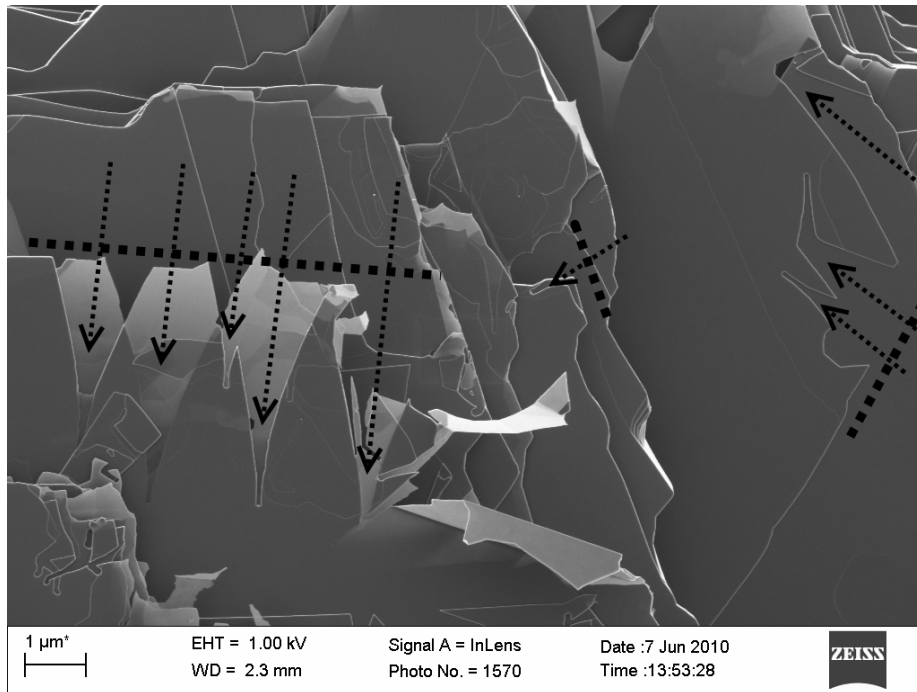 1 µm*
EHT = 1.00 kV
WD = 2.3 mm
Signal A = InLens
Photo No. = 1570
Date :7 Jun 2010
Time :13:53:28
ZEISS